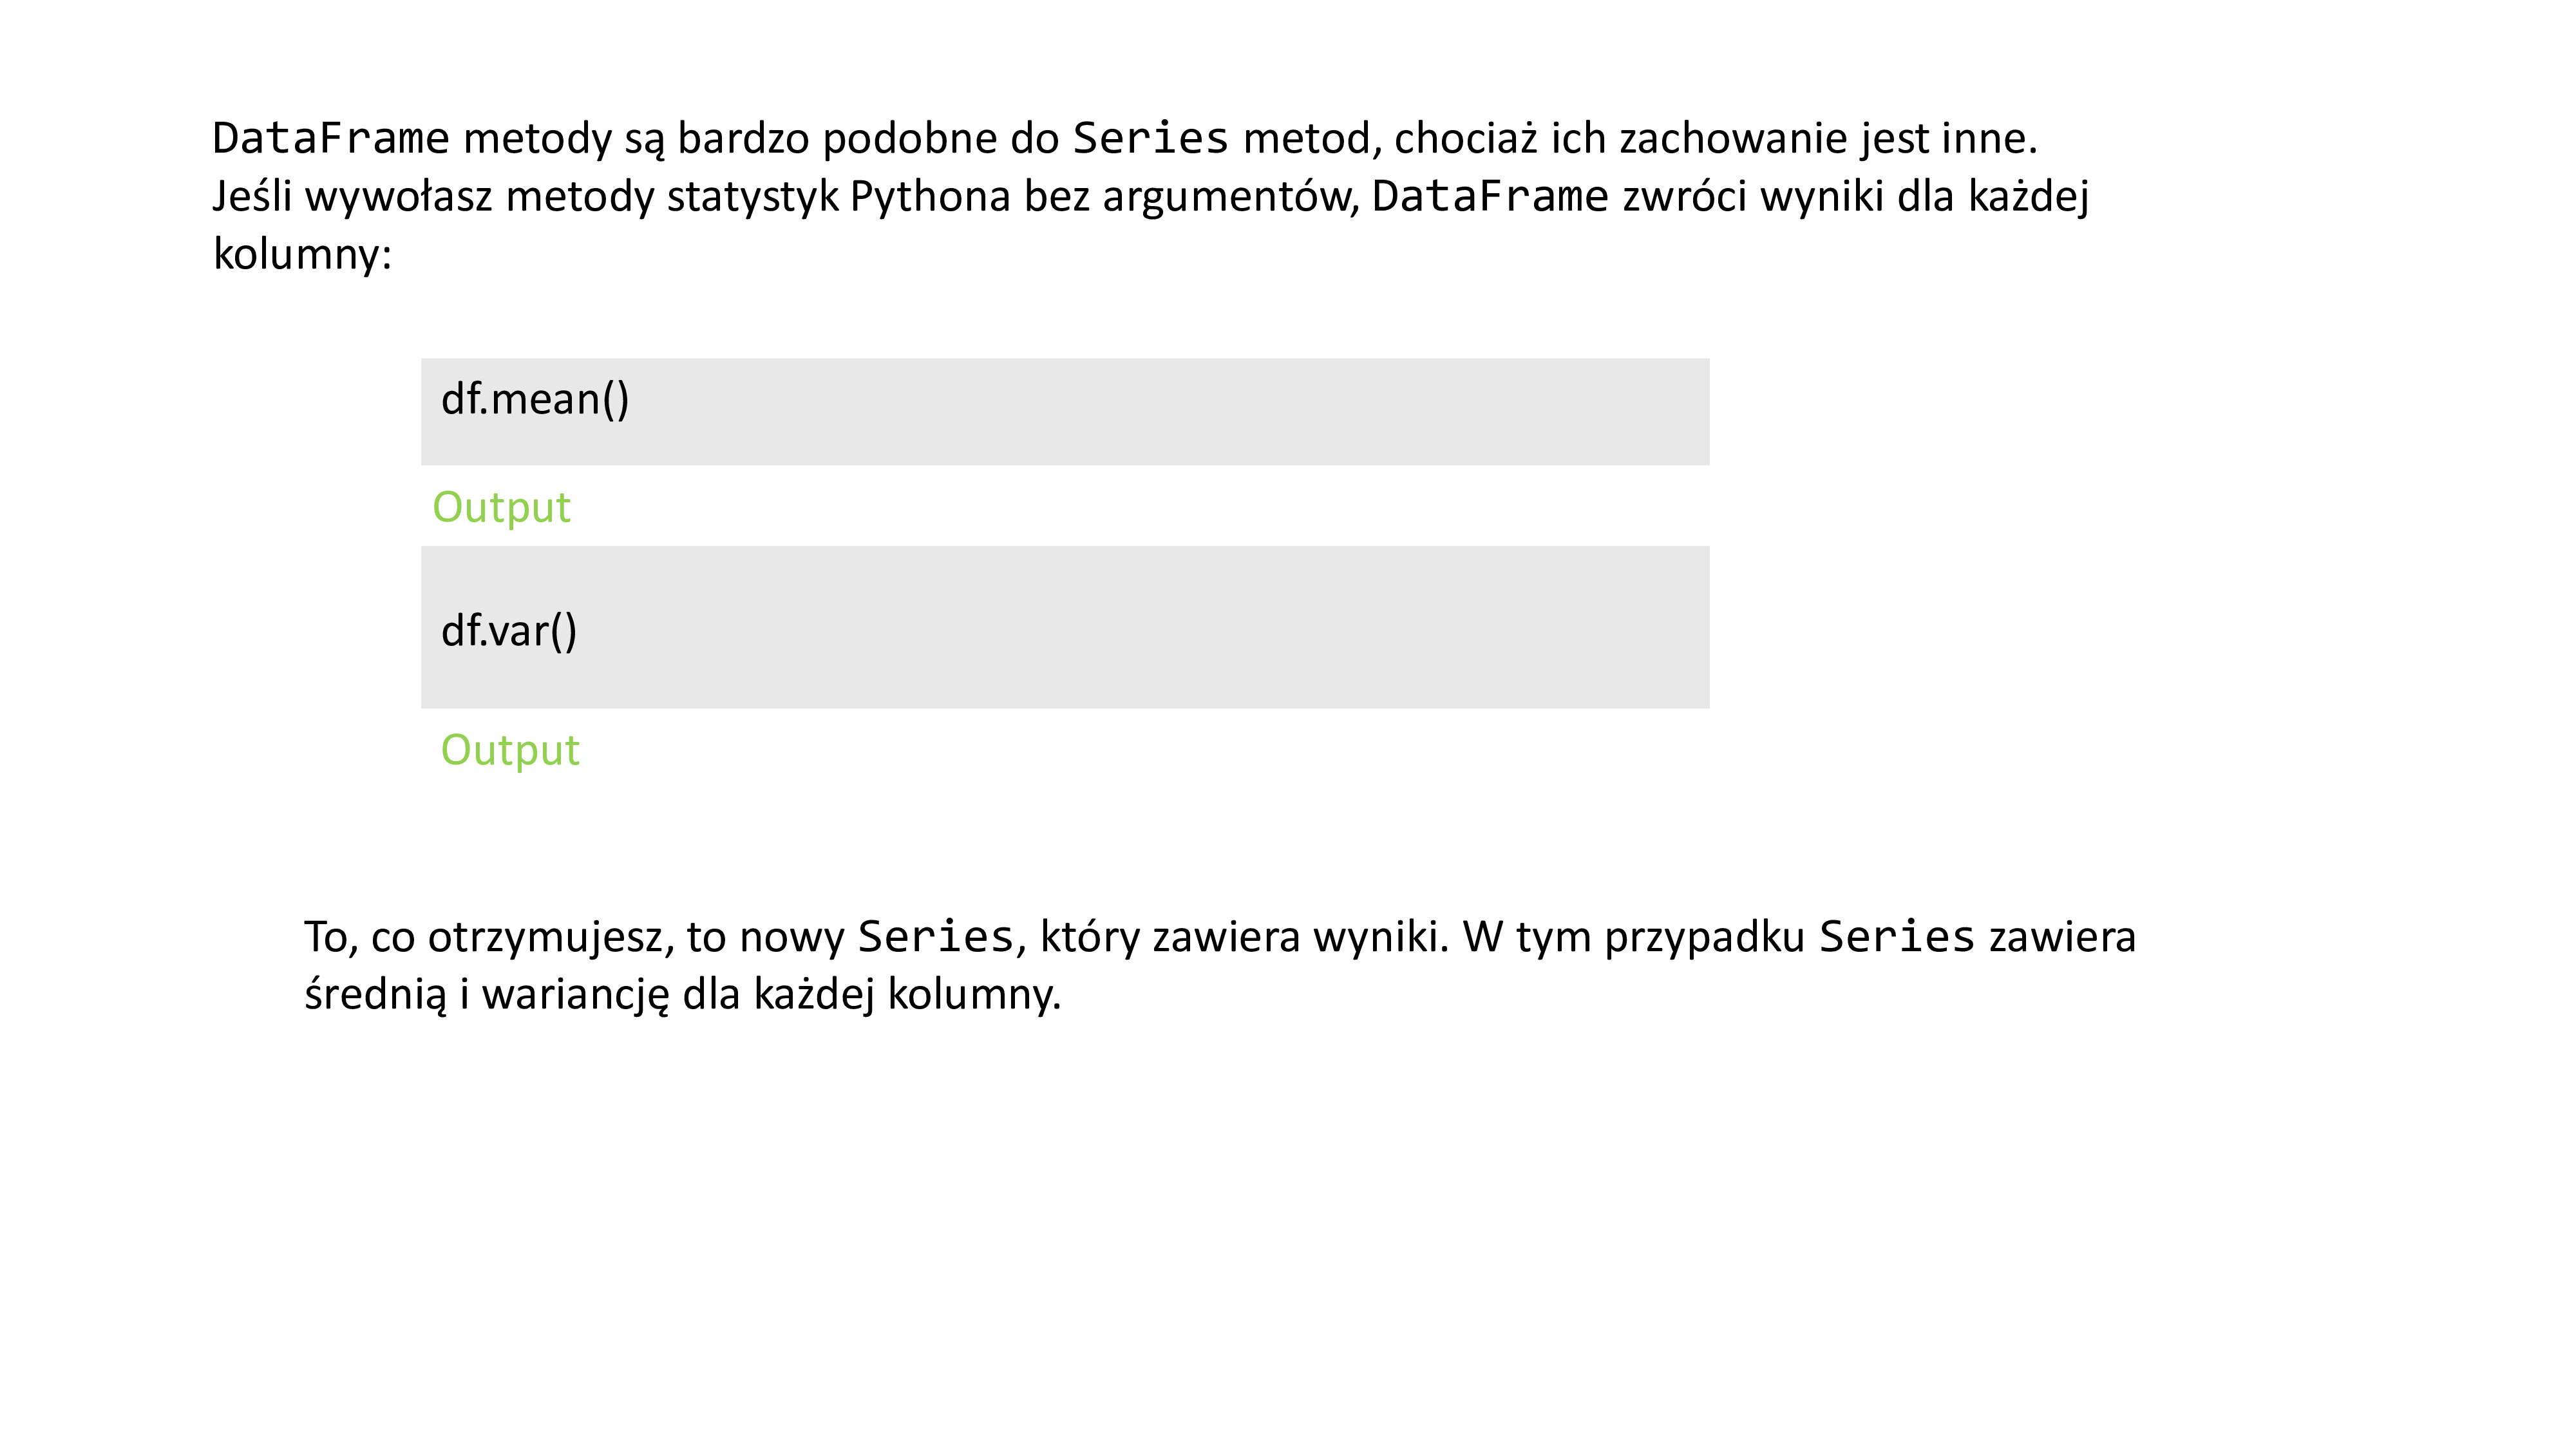 DataFrame metody są bardzo podobne do Series metod, chociaż ich zachowanie jest inne.
Jeśli wywołasz metody statystyk Pythona bez argumentów, DataFrame zwróci wyniki dla każdej
kolumny:
df.mean()
Output
df.var()
Output
To, co otrzymujesz, to nowy Series, który zawiera wyniki. W tym przypadku Series zawiera
średnią i wariancję dla każdej kolumny.